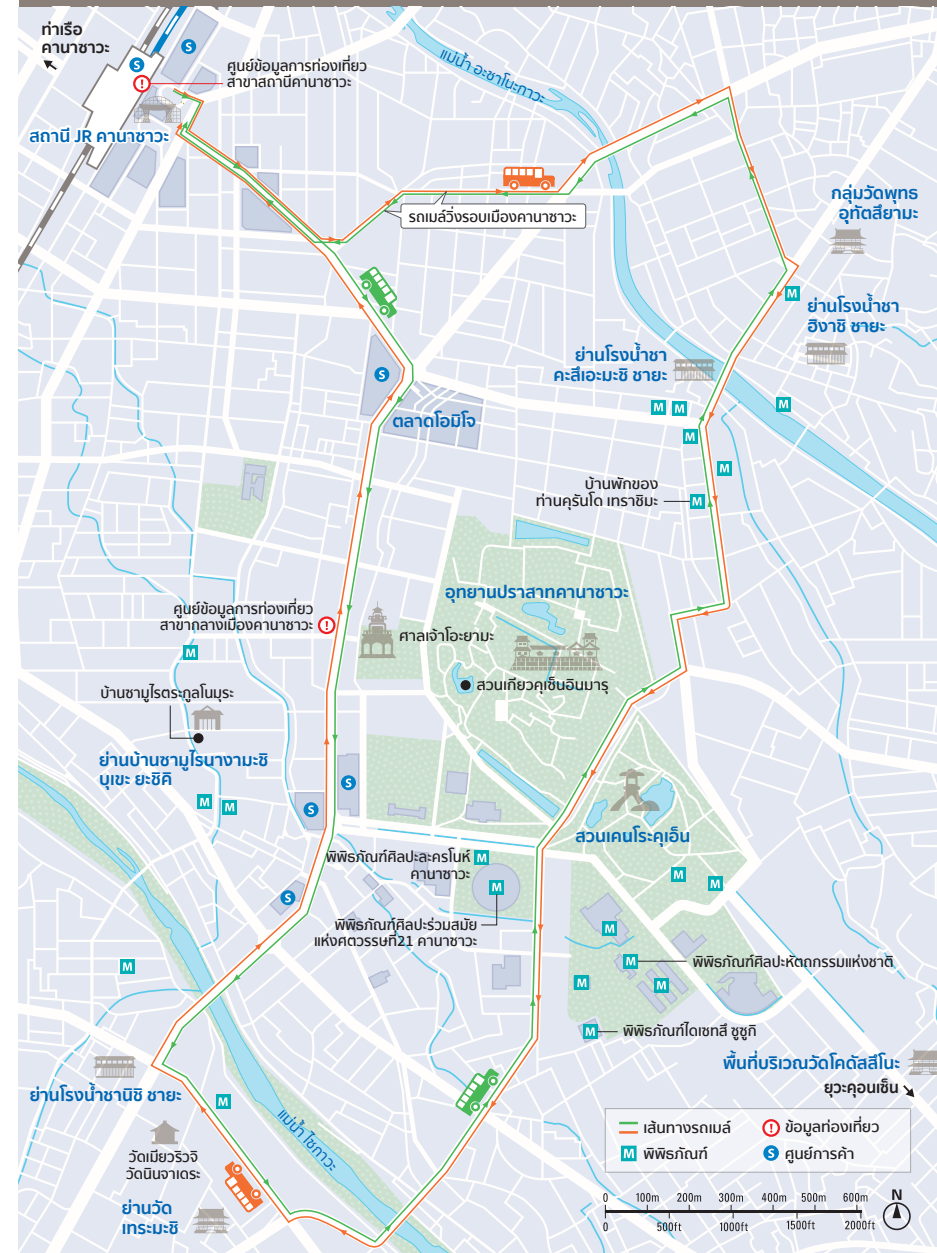 ท่าเรือ
คานาซาวะ
ศูนย์ข้อมูลการท่องเที่ยว
สาขาสถานีคานาซาวะ
สถานี JR คานาซาวะ
S
S
!
แม่น้ำ อะซาโนะกาวะ
รถเมล์วิ่งรอบเมืองคานาซาวะ
กลุ่มวัดพุทธ
อุทัตสึยามะ
M
ย่านโรงน้ำชา
ฮิงาชิ ชายะ
ย่านโรงน้ำชา
คะสึเอะมะชิ ชายะ
S
ตลาดโอมิโจ
M
M
M
M
M
บ้านพักของ
ท่านคุรันโด เทราชิมะ
M
อุทยานปราสาทคานาซาวะ
ศูนย์ข้อมูลการท่องเที่ยว
สาขากลางเมืองคานาซาวะ
!
ศาลเจ้าโอะยามะ
M
สวนเกียวคุเซ็นอินมารุ
บ้านซามูไรตระกูลโนมุระ
ย่านบ้านซามูไรนางามะชิ
บุเขะ ยะชิคิ
M
M
S
S
สวนเคนโระคุเอ็น
พิพิธภัณฑ์ศิลปะละครโนห์
คานาซาวะ
M
M
M
M
S
พิพิธภัณฑ์ศิลปะร่วมสมัย
แห่งศตวรรษที่21 คานาซาวะ
M
M
พิพิธภัณฑ์ศิลปะหัตถกรรมแห่งชาติ
M
M
M
M
พิพิธภัณฑ์ไดเซทสึ ซูซูกิ
พื้นที่บริเวณวัดโคดัสสึโนะ
ยุวะคุออนเซ็น
ย่านโรงน้ำชานิชิ ชายะ
M
แม่น้ำ ไซกาวะ
วัดเมียวริวจิ
วัดนินจาเดระ
ย่านวัด
เทระมะชิ
เส้นทางรถเมล์
! ข้อมูลท่องเที่ยว
M พิพิธภัณฑ์
S ศูนย์การค้า
0 100m 200m 300m 400m 500m 600m
0 500ft 1000ft 1500ft 2000ft
N